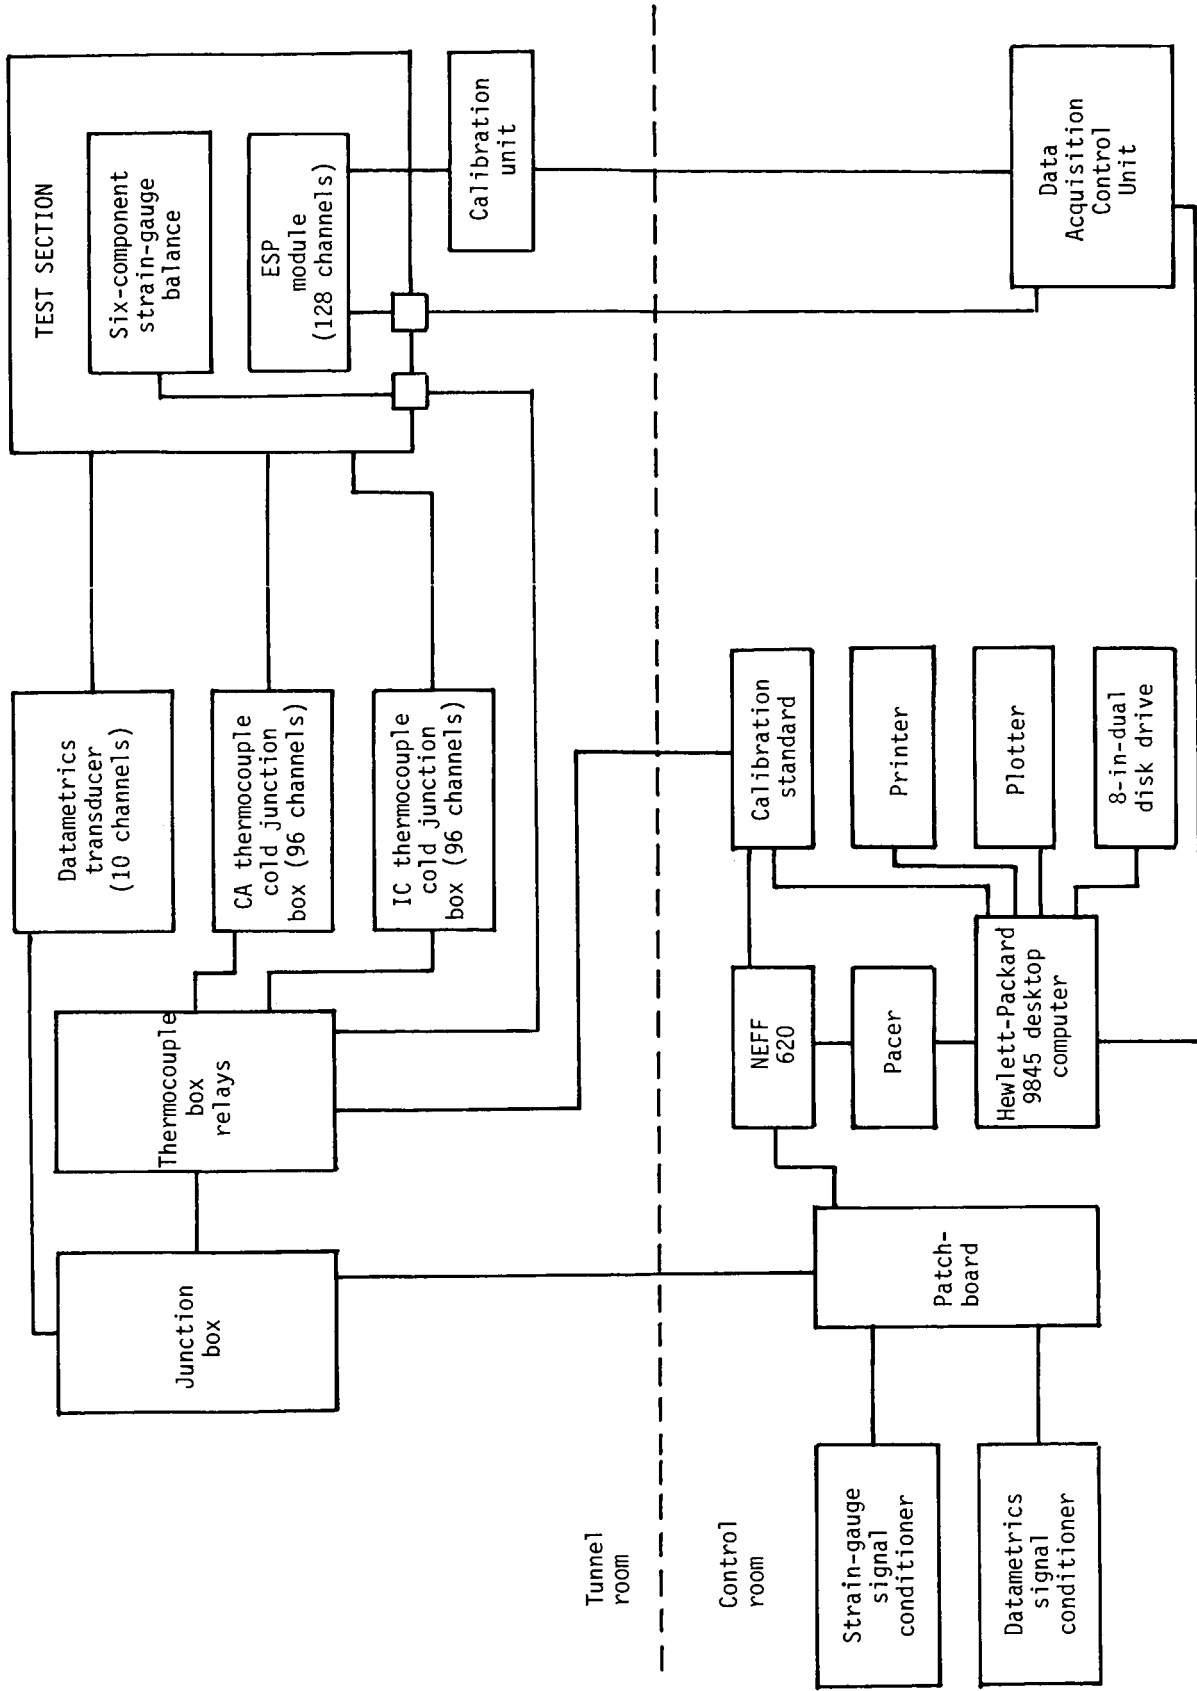 Junction
box
Thermocouple
box
relays
Datametrics
transducer
(10 channels)
CA thermocouple
cold junction
box (96 channels)
IC thermocouple
cold junction
box (96 channels)
TEST SECTION
Six-component
strain-gauge
balance
ESP
module
(128 channels)
Calibration
unit
Tunnel
room
Control
room
Strain-gauge
signal
conditioner
Datametrics
signal
conditioner
Patch-
board
NEFF
620
Pacer
Hewlett-Packard
9845 desktop
computer
Calibration
standard
Printer
Plotter
8-in-dual
disk drive
Data
Acquisition
Control
Unit